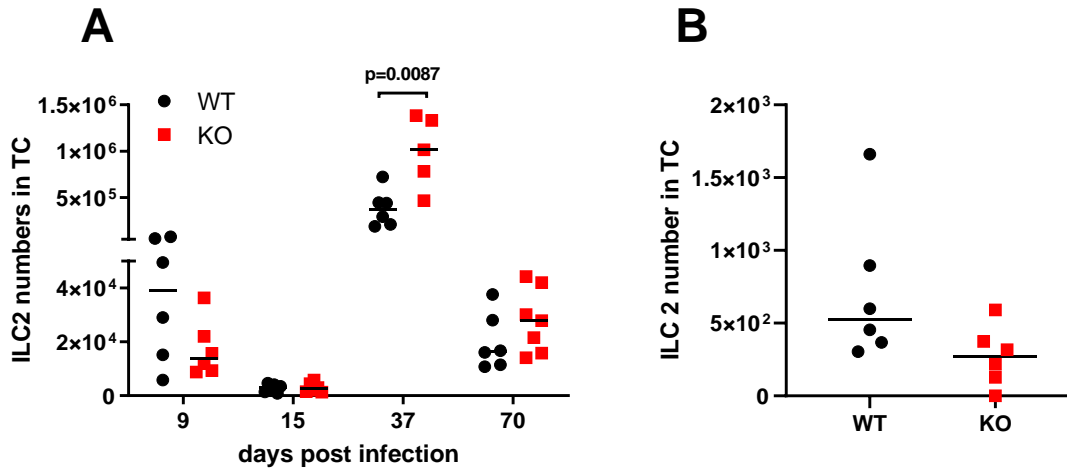 A
p=0.0087
WT
KO
ILC2 numbers in TC
1.5×10⁶
1×10⁶
5×10⁵
4×10⁴
2×10⁴
0
9 15 37 70
days post infection
B
ILC 2 number in TC
2×10³
1.5×10³
1×10³
5×10²
0
WT KO